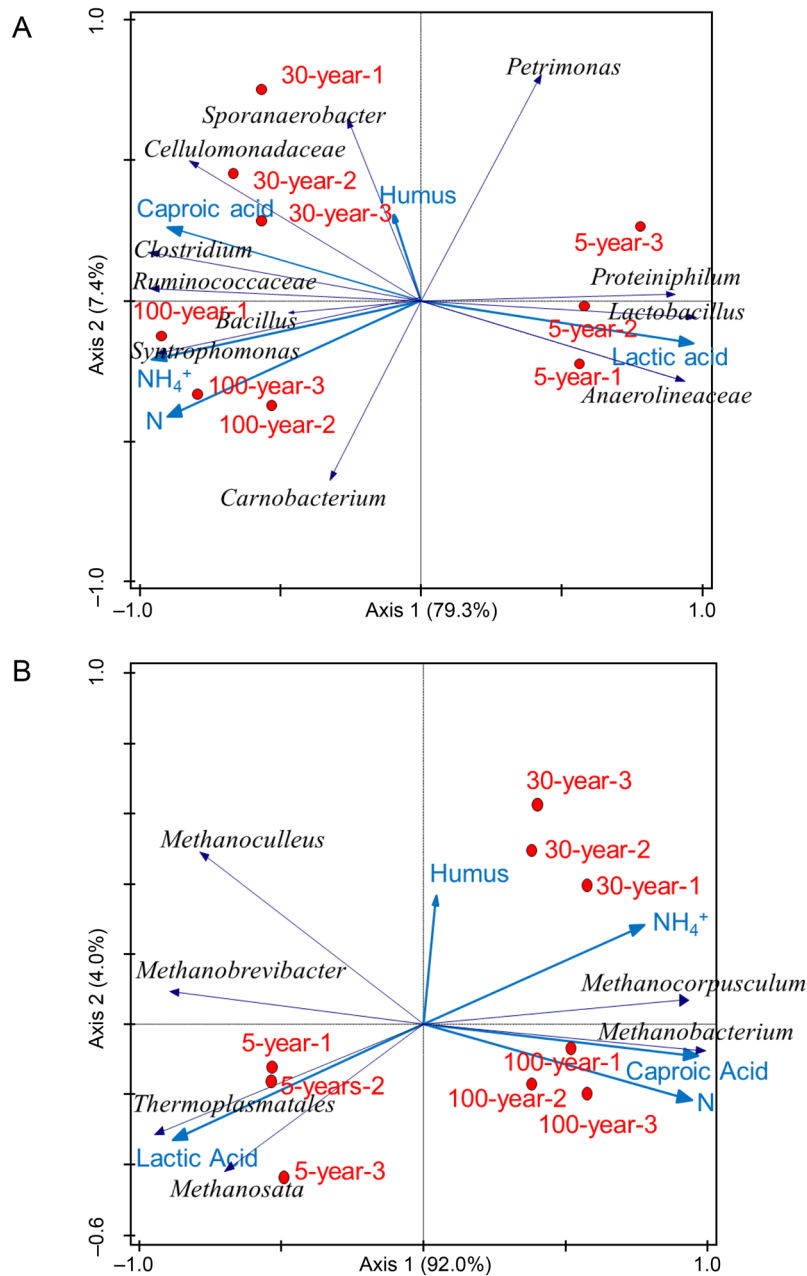 A
1.0
Petrimonas
30-year-1
Sporanaerobacter
Cellulomonadaceae
30-year-2
Humus
Caproic acid
30-year-3
5-year-3
Clostridium
Proteiniphilum
Ruminococcaceae
100-year-1
Bacillus
Lactobacillus
5-year-2
Syntrophomonas
Lactic acid
NH4+
100-year-3
5-year-1
Anaerolineaceae
N
100-year-2
Carnobacterium
Axis 2 (7.4%)
−1.0
−1.0
Axis 1 (79.3%)
1.0
B
1.0
30-year-3
Methanoculleus
30-year-2
Humus
30-year-1
NH4+
Methanobrevibacter
Methanocorpusculum
Axis 2 (4.0%)
Methanobacterium
5-year-1
100-year-1
Caproic Acid
5-years-2
100-year-2
N
Thermoplasmatales
100-year-3
Lactic Acid
5-year-3
Methanosata
−0.6
−1.0
Axis 1 (92.0%)
1.0